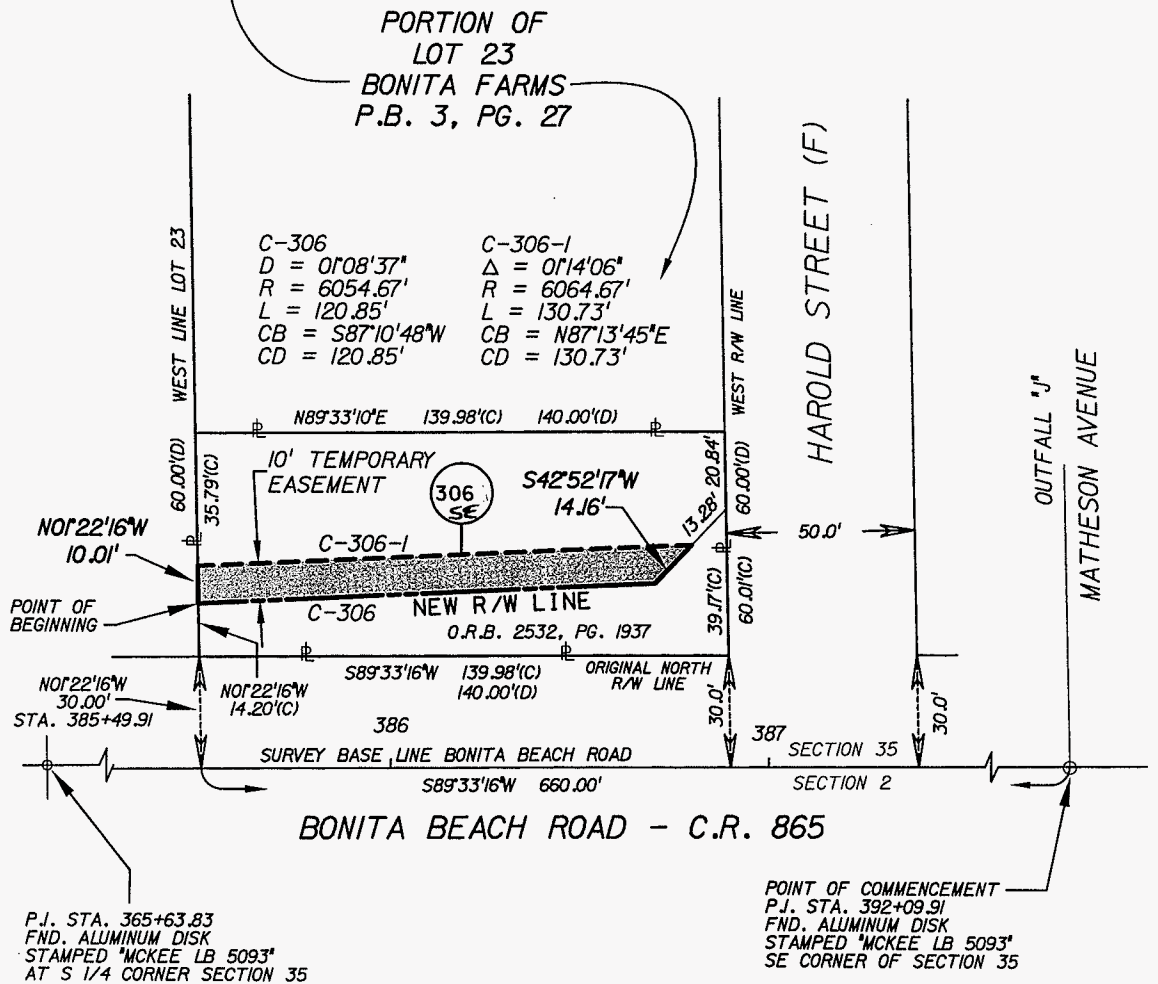 PORTION OF
LOT 23
BONITA FARMS
P.B. 3, PG. 27
WEST LINE LOT 23
C-306
D = 01°08'37"
R = 6054.67'
L = 120.85'
CB = S87°10'48"W
CD = 120.85'
C-306-1
Δ = 01°14'06"
R = 6064.67'
L = 130.73'
CB = N87°13'45"E
CD = 130.73'
WEST R/W LINE
HAROLD STREET (F)
OUTFALL "J"
MATHESON AVENUE
N89°33'10"E 139.98'(C) 140.00'(D)
60.00'(D)
35.79'(C)
10' TEMPORARY
EASEMENT
306
SE
S42°52'17"W
14.16'
13.28'
20.84'
60.00'(D)
50.0'
N01°22'16"W
10.01'
C-306-1
POINT OF
BEGINNING
C-306
NEW R/W LINE
O.R.B. 2532, PG. 1937
39.17'(C)
60.01'(C)
S89°33'16"W 139.98'(C)
140.00'(D)
ORIGINAL NORTH
R/W LINE
N01°22'16"W
30.00'
STA. 385+49.91
N01°22'16"W
14.20'(C)
30.0'
30.0'
386
387
SURVEY BASE LINE BONITA BEACH ROAD
SECTION 35
S89°33'16"W 660.00'
SECTION 2
BONITA BEACH ROAD - C.R. 865
P.I. STA. 365+63.83
FND. ALUMINUM DISK
STAMPED "MCKEE LB 5093"
AT S 1/4 CORNER SECTION 35
POINT OF COMMENCEMENT
P.I. STA. 392+09.91
FND. ALUMINUM DISK
STAMPED "MCKEE LB 5093"
SE CORNER OF SECTION 35